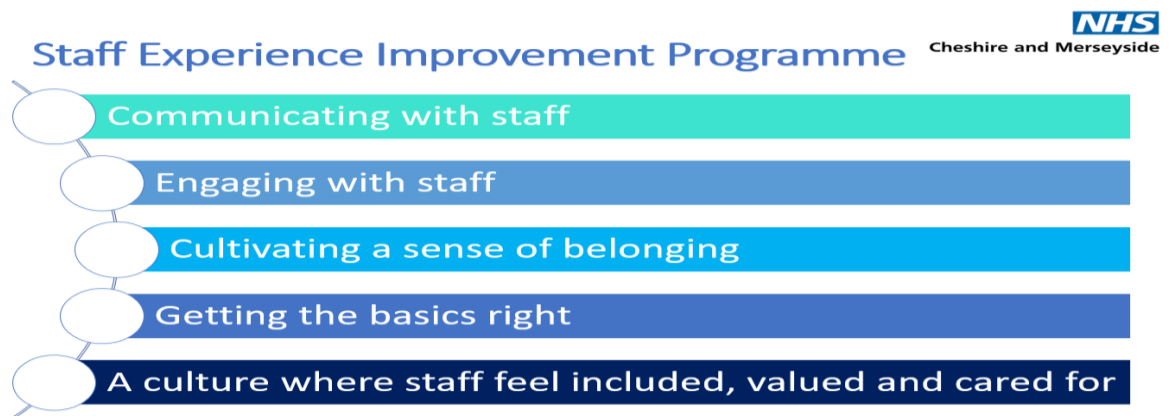 NHS
Cheshire and Merseyside
Staff Experience Improvement Programme
Communicating with staff
Engaging with staff
Cultivating a sense of belonging
Getting the basics right
A culture where staff feel included, valued and cared for